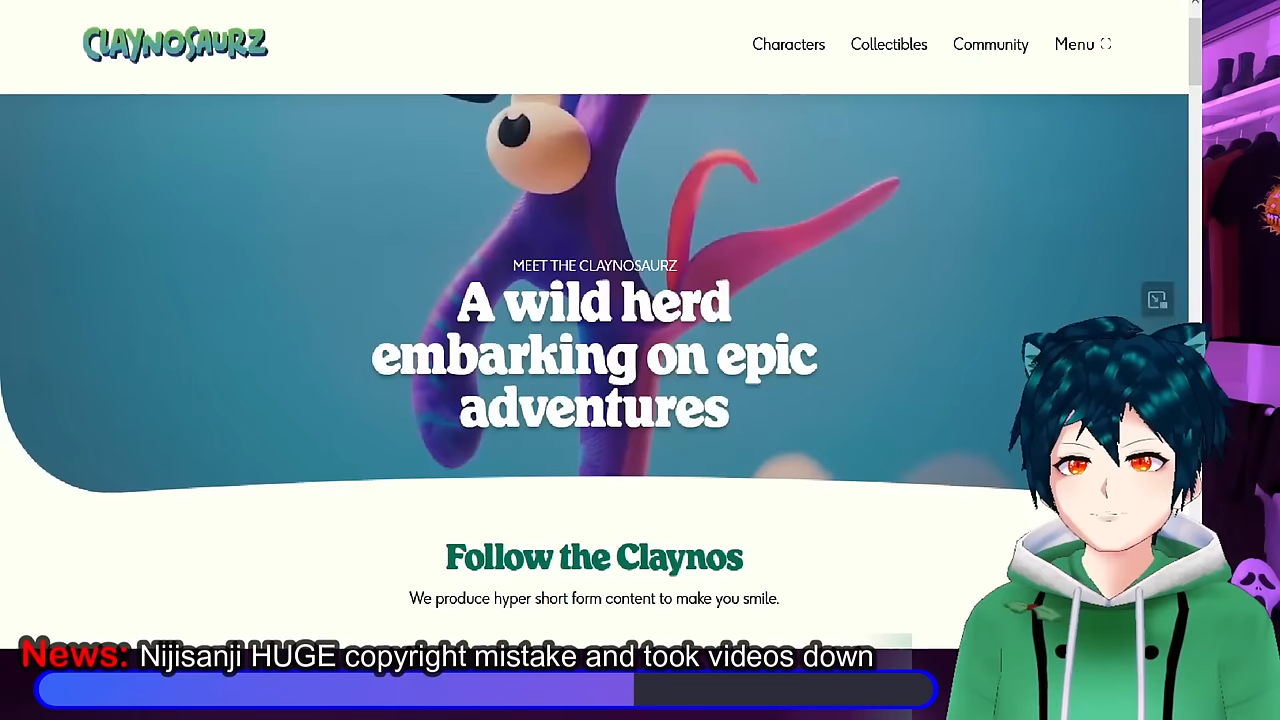 CLAYNOSAURZ
Characters Collectibles Community Menu
MEET THE CLAYNOSAURZ
A wild herd
embarking on epic
adventures
Follow the Claynos
We produce hyper short form content to make you smile.
News: Nijisanji HUGE copyright mistake and took videos down